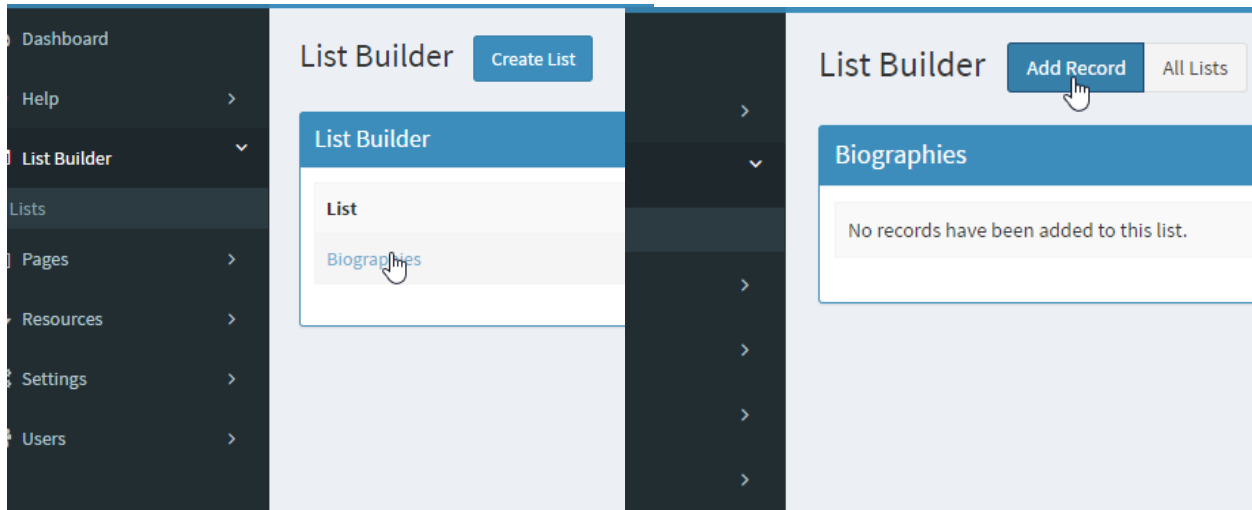 Dashboard
Help
List Builder
Lists
Pages
Resources
Settings
Users
List Builder
Create List
List Builder
List
Biographies
List Builder
Add Record
All Lists
Biographies
No records have been added to this list.